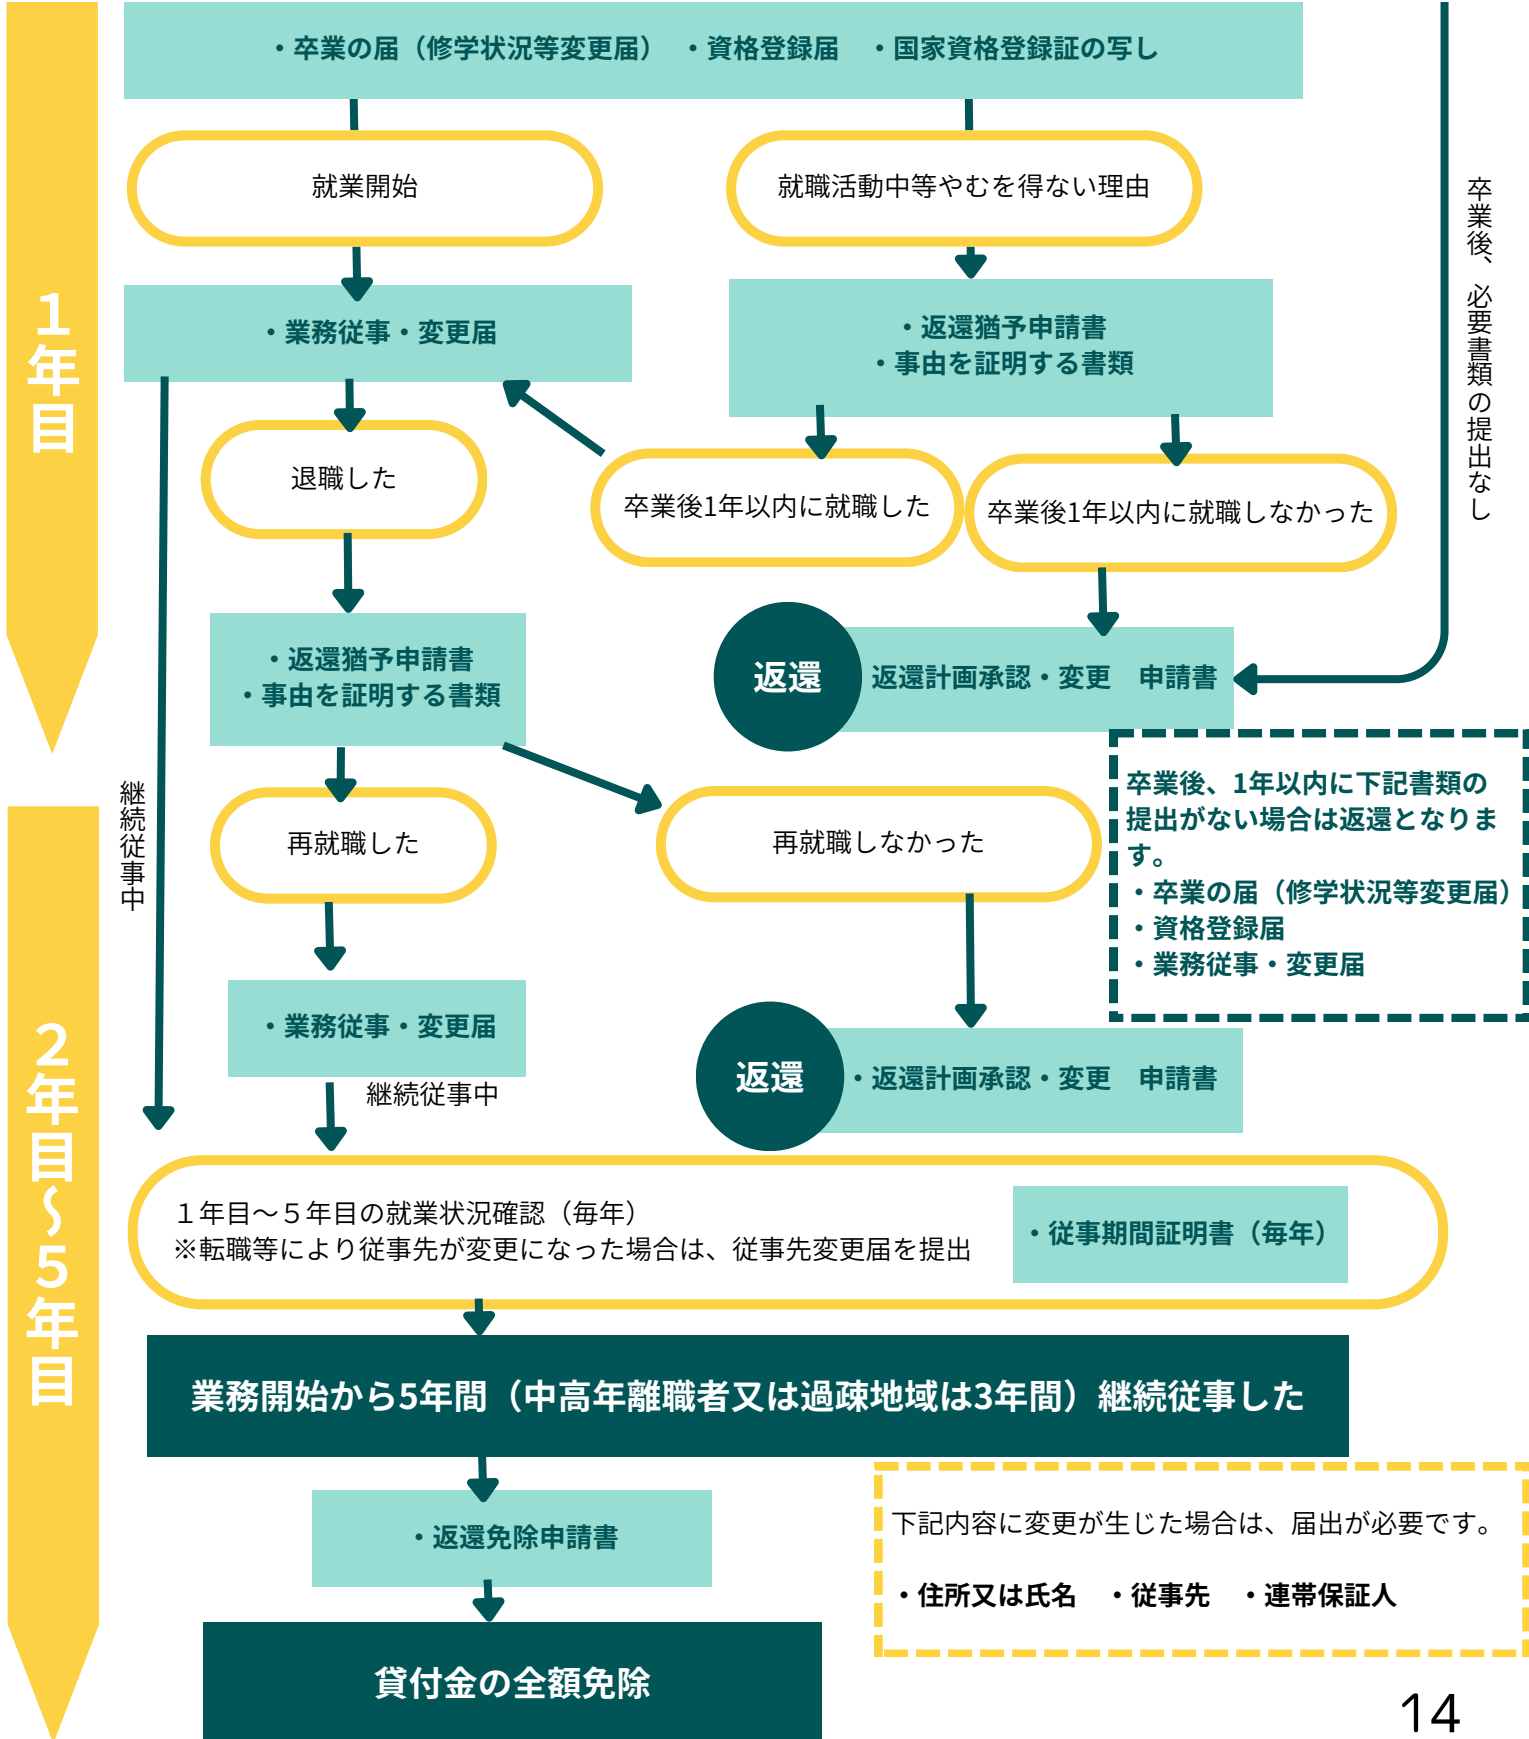 ・卒業の届（修学状況等変更届）　・資格登録届　・国家資格登録証の写し
就業開始
就職活動中等やむを得ない理由
卒業後、必要書類の提出なし
１年目
・業務従事・変更届
・返還猶予申請書
・事由を証明する書類
退職した
卒業後1年以内に就職した
卒業後1年以内に就職しなかった
・返還猶予申請書
・事由を証明する書類
返還
返還計画承認・変更　申請書
卒業後、1年以内に下記書類の
提出がない場合は返還となりま
す。
・卒業の届（修学状況等変更届）
・資格登録届
・業務従事・変更届
継続従事中
再就職した
再就職しなかった
２年目～５年目
・業務従事・変更届
継続従事中
返還
・返還計画承認・変更　申請書
１年目～５年目の就業状況確認（毎年）
※転職等により従事先が変更になった場合は、従事先変更届を提出
・従事期間証明書（毎年）
業務開始から5年間（中高年離職者又は過疎地域は3年間）継続従事した
・返還免除申請書
下記内容に変更が生じた場合は、届出が必要です。
・住所又は氏名　・従事先　・連帯保証人
貸付金の全額免除
14